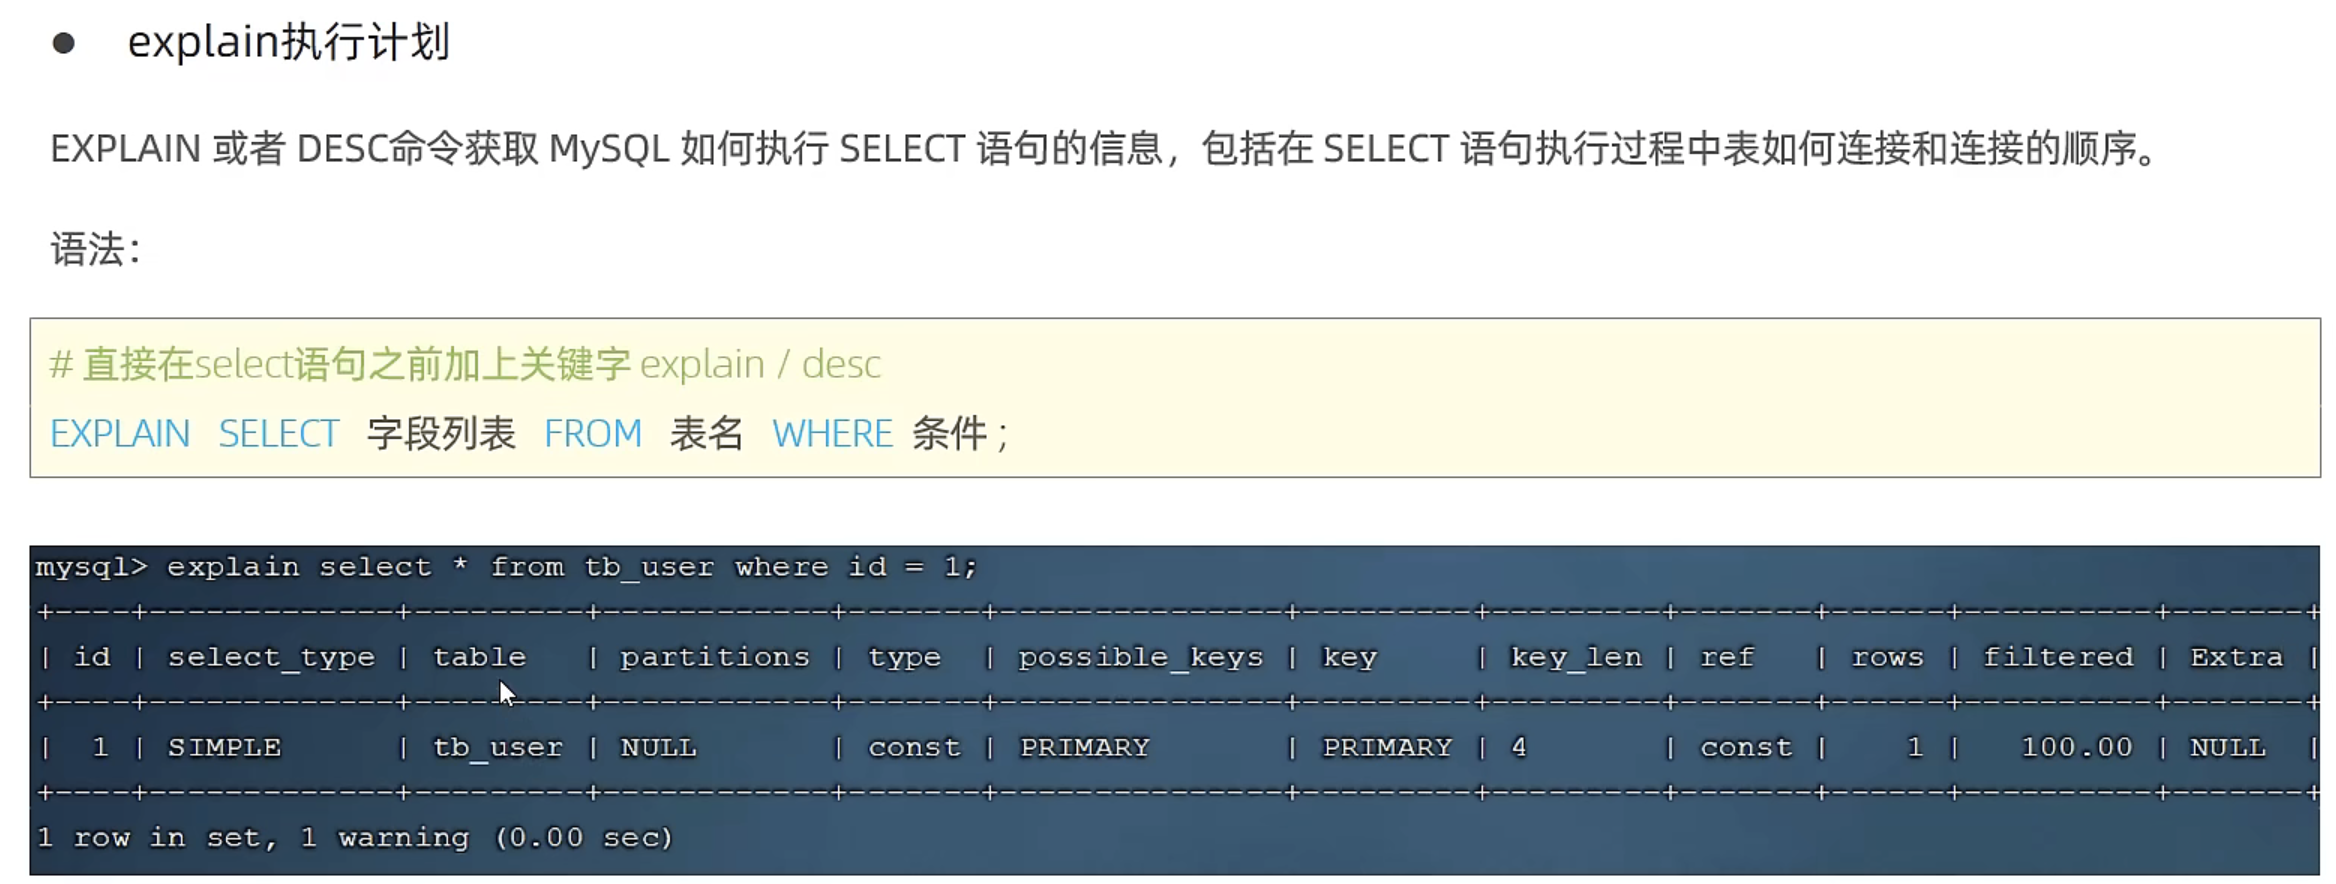 ● explain执行计划
EXPLAIN 或者 DESC命令获取 MySQL 如何执行 SELECT 语句的信息，包括在 SELECT 语句执行过程中表如何连接和连接的顺序。
语法：
# 直接在select语句之前加上关键字 explain / desc
EXPLAIN SELECT 字段列表 FROM 表名 WHERE 条件 ;
mysql> explain select * from tb_user where id = 1;
+----+-------------+---------+------------+-------+---------------+---------+---------+-------+------+----------+-------+
| id | select_type | table   | partitions | type  | possible_keys | key     | key_len | ref   | rows | filtered | Extra |
+----+-------------+---------+------------+-------+---------------+---------+---------+-------+------+----------+-------+
|  1 | SIMPLE      | tb_user | NULL       | const | PRIMARY       | PRIMARY | 4       | const |    1 |   100.00 | NULL  |
+----+-------------+---------+------------+-------+---------------+---------+---------+-------+------+----------+-------+
1 row in set, 1 warning (0.00 sec)